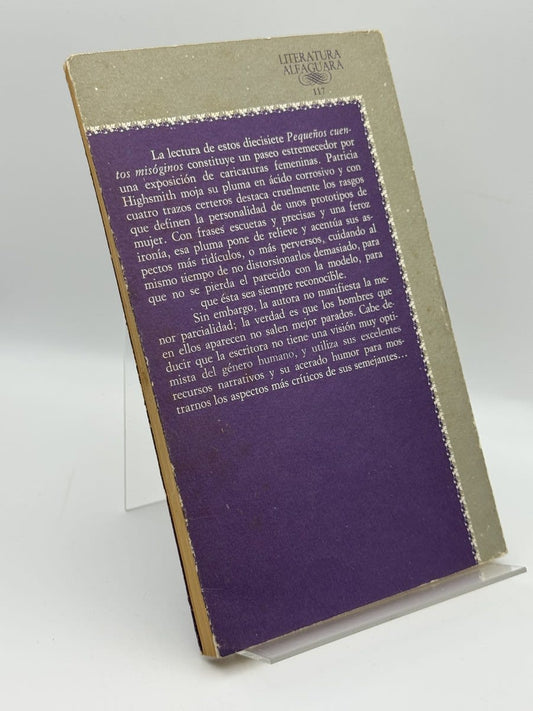 LITERATURA
ALFAGUARA
117
La lectura de estos diecisiete Pequeños cuen-
tos misóginos constituye un paseo estremecedor por
una exposición de caricaturas femeninas. Patricia
Highsmith moja su pluma en ácido corrosivo y con
cuatro trazos certeros destaca cruelmente los rasgos
que definen la personalidad de unos prototipos de
mujer. Con frases escuetas y precisas y una feroz
ironía, esa pluma pone de relieve y acentúa sus as-
pectos más ridículos, o más perversos, cuidando al
mismo tiempo de no distorsionarlos demasiado, para
que no se pierda el parecido con la modelo, para
que ésta sea siempre reconocible.
Sin embargo, la autora no manifiesta la me-
nor parcialidad; la verdad es que los hombres que
en ellos aparecen no salen mejor parados. Cabe de-
ducir que la escritora no tiene una visión muy opti-
mista del género humano, y utiliza sus excelentes
recursos narrativos y su acerado humor para mos-
trarnos los aspectos más críticos de sus semejantes...